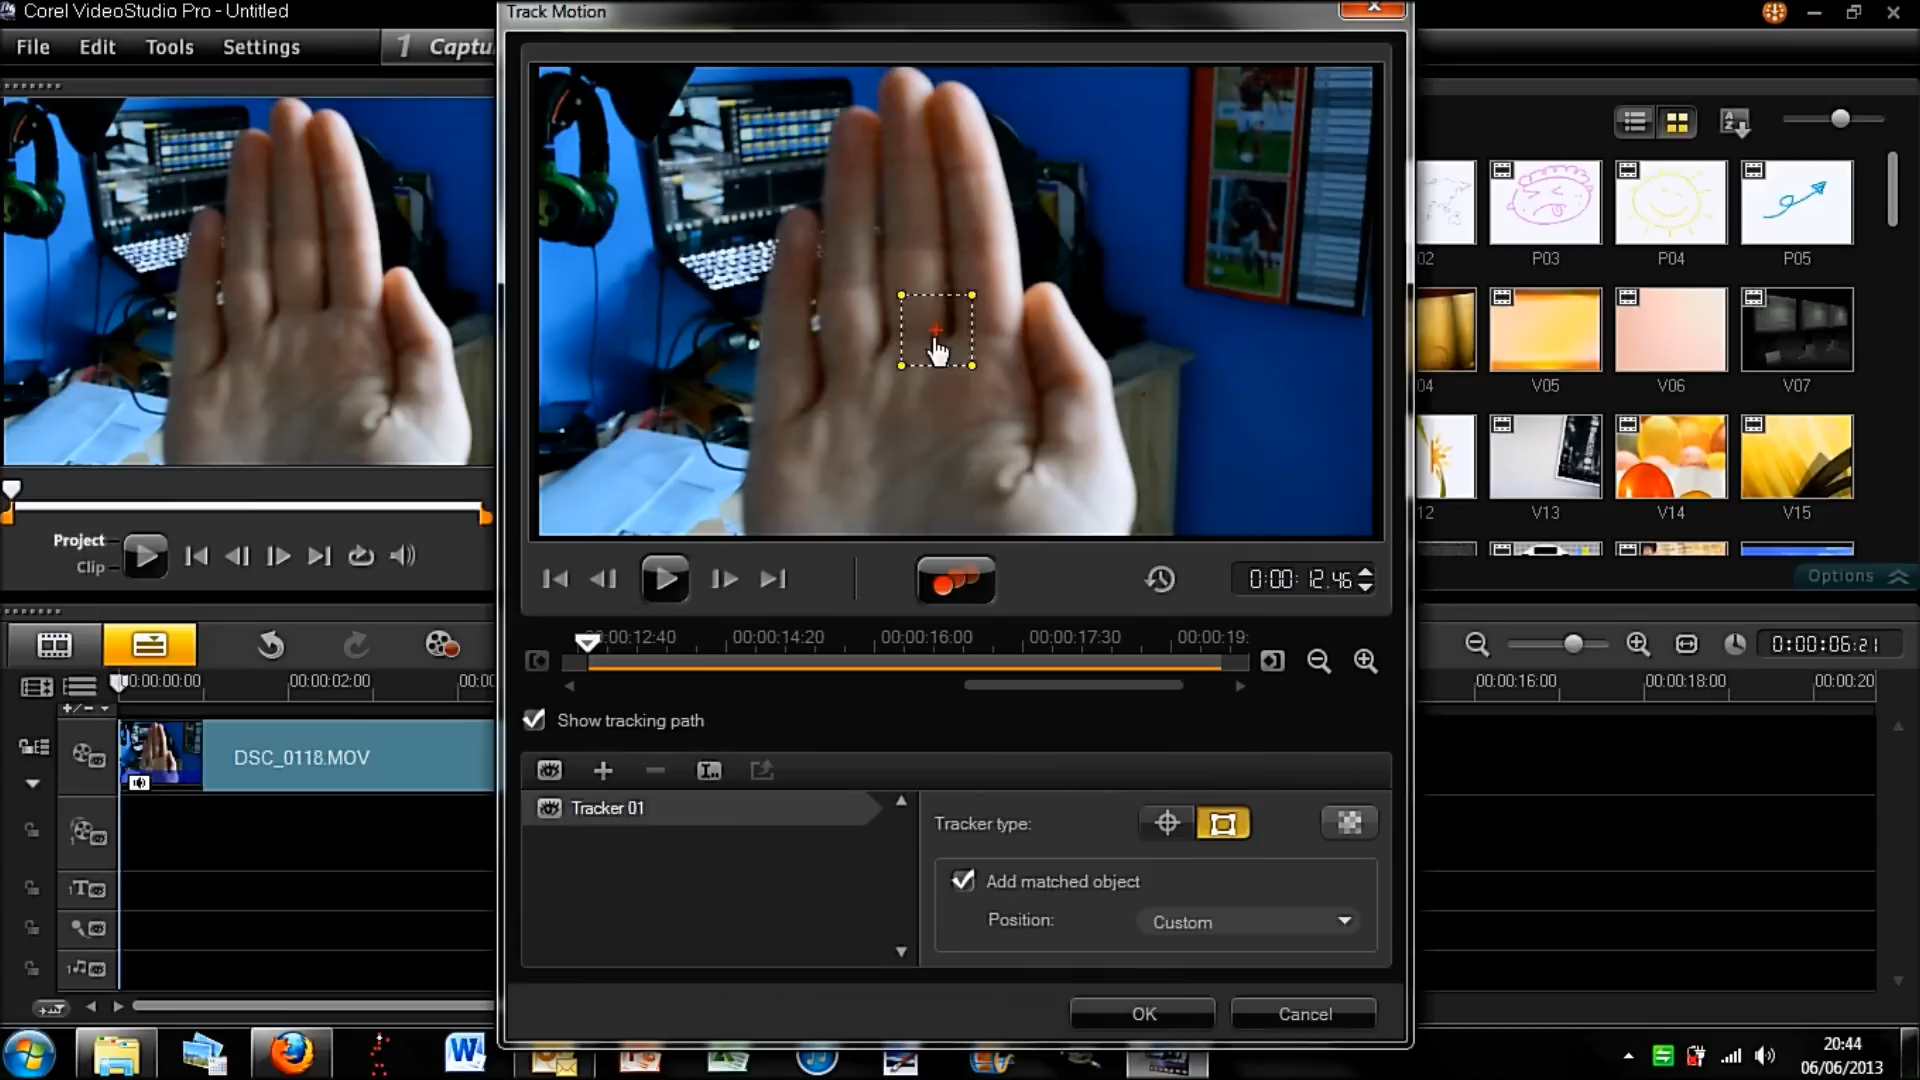 Corel VideoStudio Pro - Untitled
File Edit Tools Settings
1 Captu
Track Motion
02 P03 P04 P05
04 V05 V06 V07
12 V13 V14 V15
Options
Project
Clip
0:00:12.46
:00:12:40 00:00:14:20 00:00:16:00 00:00:17:30 00:00:19:
Show tracking path
Tracker 01
Tracker type:
Add matched object
Position: Custom
OK Cancel
0:00:06:21
00:00:00:00 00:00:02:00 00:0
00:00:16:00 00:00:18:00 00:00:20
DSC_0118.MOV
20:44
06/06/2013